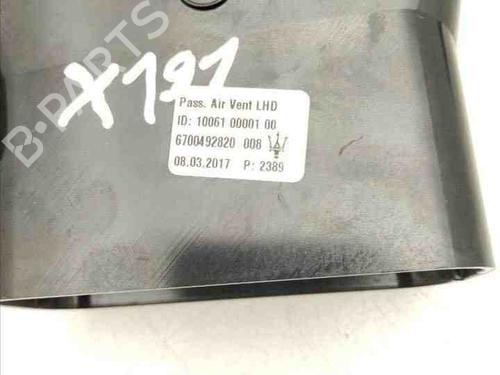 B-PARTS
X191
Pass. Air Vent LHD
ID: 10061 00001 00
6700492820 008
08.03.2017 P: 2389